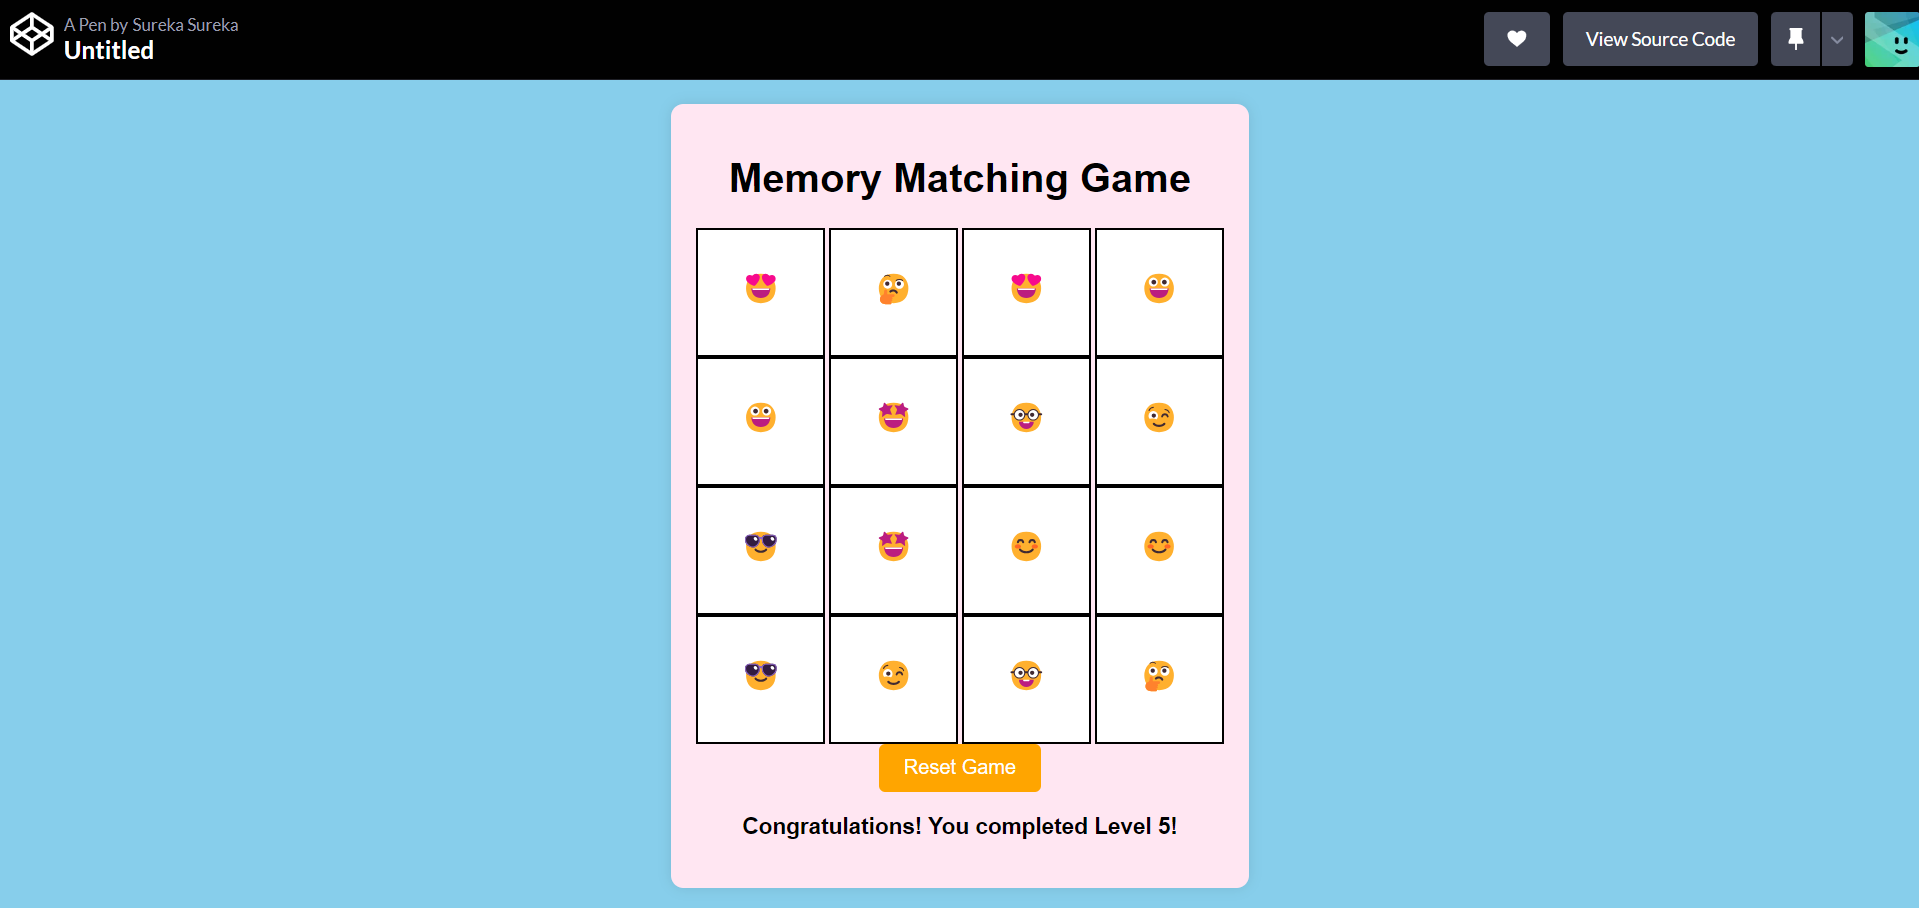 A Pen by Sureka Sureka
Untitled
View Source Code
Memory Matching Game
Reset Game
Congratulations! You completed Level 5!